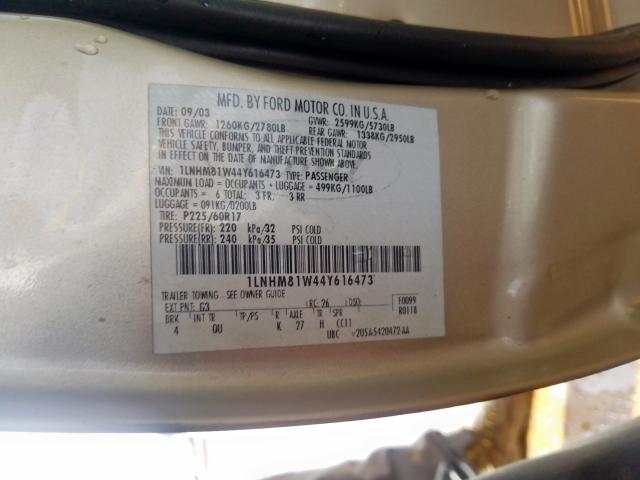 MFD. BY FORD MOTOR CO. IN U.S.A.
DATE: 09/03 GVWR: 2599KG/5730LB
FRONT GAWR: 1260KG/2780LB REAR GAWR: 1338KG/2950LB
THIS VEHICLE CONFORMS TO ALL APPLICABLE FEDERAL MOTOR
VEHICLE SAFETY, BUMPER, AND THEFT PREVENTION STANDARDS
IN EFFECT ON THE DATE OF MANUFACTURE SHOWN ABOVE.
VIN: 1LNHM81W44Y616473 TYPE: PASSENGER
MAXIMUM LOAD = OCCUPANTS + LUGGAGE = 499KG/1100LB
OCCUPANTS = 6 TOTAL: 3 FR. 3 RR
LUGGAGE = 091KG/0200LB
TIRE: P225/60R17
PRESSURE(FR) 220 kPa/32 PSI COLD
PRESSURE(RR) 240 kPa/35 PSI COLD
1LNHM81W44Y616473
TRAILER TOWING - SEE OWNER GUIDE
EXT PNT: G3 RC: 26 DSO: F0099
BRK INT TR TP/PS R AXLE TR SPR R0118
4 OU K 27 H CC11
UBC 2U5A5420472 AA